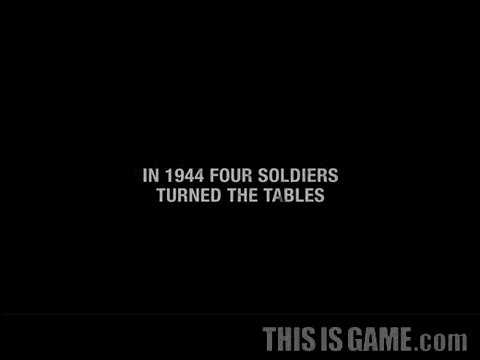 IN 1944 FOUR SOLDIERS
TURNED THE TABLES
THIS IS GAME.com